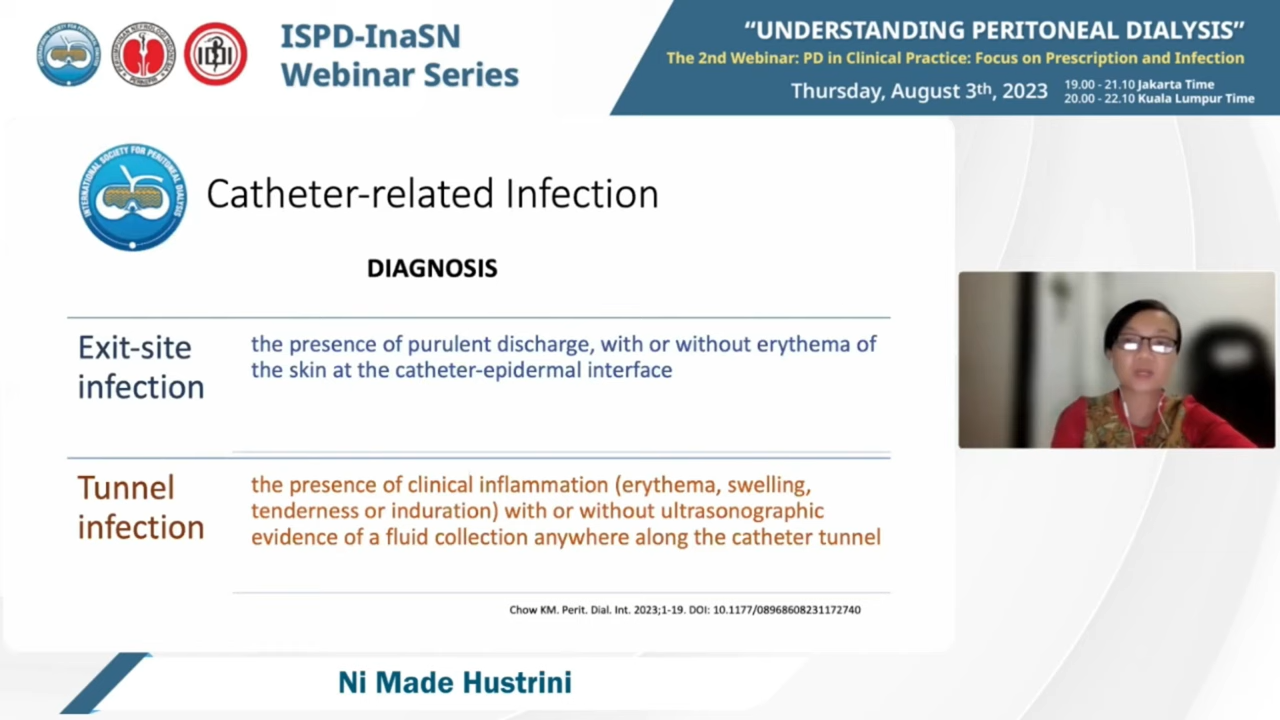 ISPD-InaSN
Webinar Series
“UNDERSTANDING PERITONEAL DIALYSIS”
The 2nd Webinar: PD in Clinical Practice: Focus on Prescription and Infection
Thursday, August 3th, 2023
19.00 - 21.10 Jakarta Time
20.00 - 22.10 Kuala Lumpur Time
INTERNATIONAL SOCIETY FOR PERITONEAL DIALYSIS
Catheter-related Infection
DIAGNOSIS
Exit-site
infection
the presence of purulent discharge, with or without erythema of
the skin at the catheter-epidermal interface
Tunnel
infection
the presence of clinical inflammation (erythema, swelling,
tenderness or induration) with or without ultrasonographic
evidence of a fluid collection anywhere along the catheter tunnel
Chow KM. Perit. Dial. Int. 2023;1-19. DOI: 10.1177/08968608231172740
Ni Made Hustrini